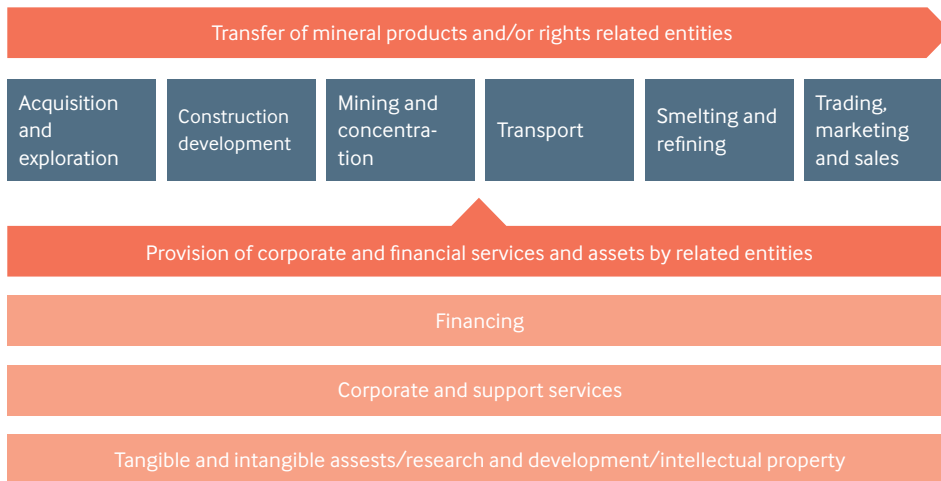 Transfer of mineral products and/or rights related entities
Acquisition
and
exploration
Construction
development
Mining and
concentra-
tion
Transport
Smelting and
refining
Trading,
marketing
and sales
Provision of corporate and financial services and assets by related entities
Financing
Corporate and support services
Tangible and intangible assests/research and development/intellectual property